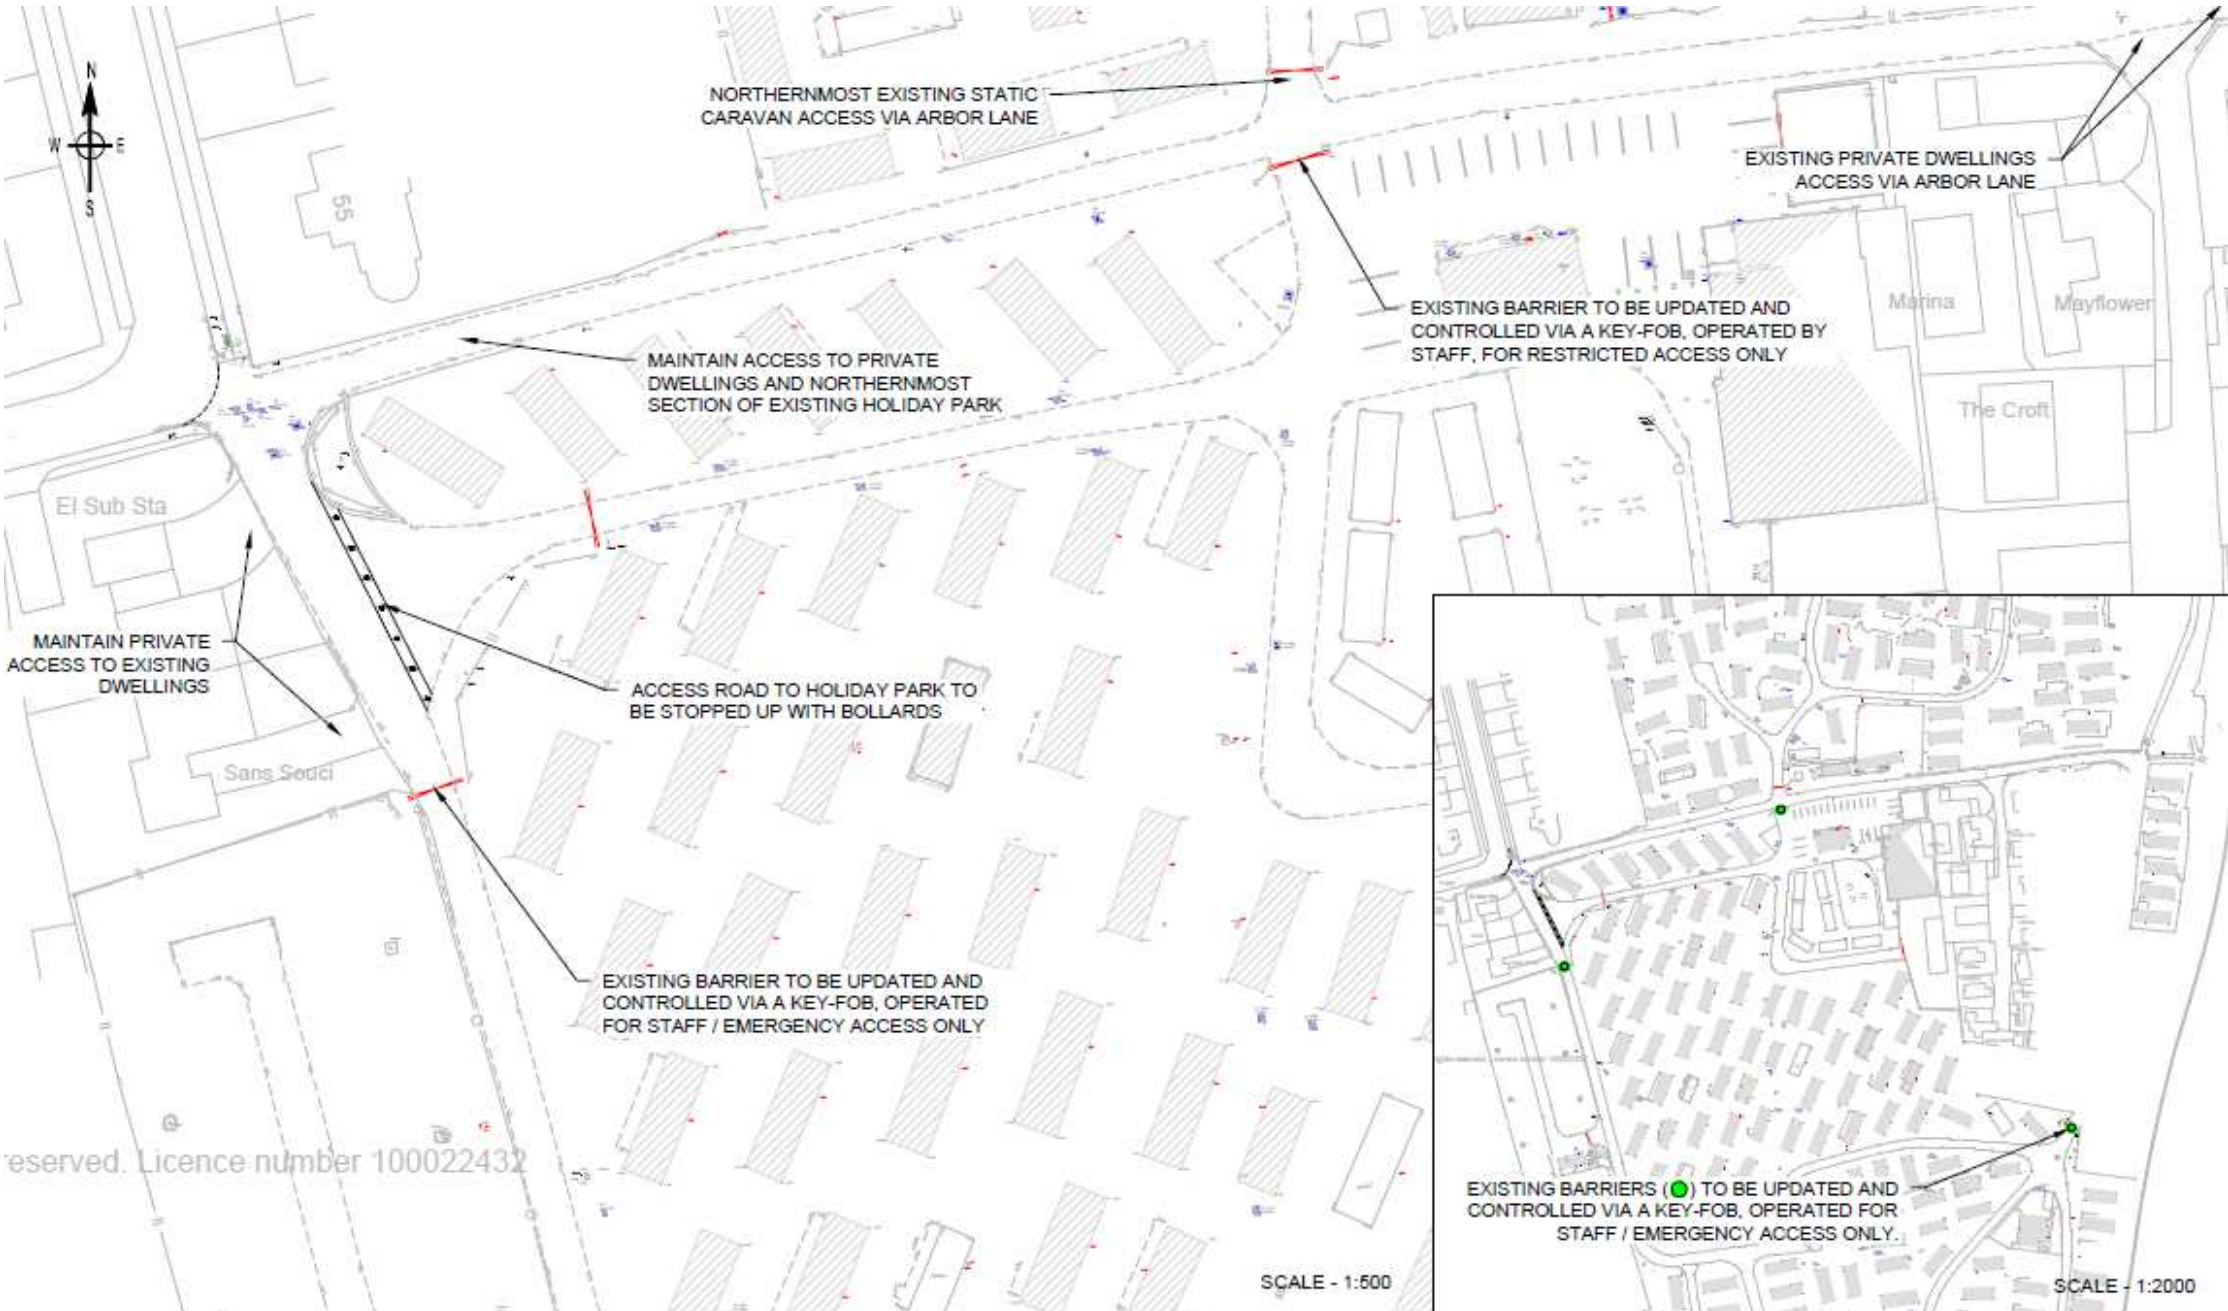 N
W
E
S
NORTHERNMOST EXISTING STATIC
CARAVAN ACCESS VIA ARBOR LANE
EXISTING PRIVATE DWELLINGS
ACCESS VIA ARBOR LANE
55
EXISTING BARRIER TO BE UPDATED AND
CONTROLLED VIA A KEY-FOB, OPERATED BY
STAFF, FOR RESTRICTED ACCESS ONLY
Marina
Mayflower
MAINTAIN ACCESS TO PRIVATE
DWELLINGS AND NORTHERNMOST
SECTION OF EXISTING HOLIDAY PARK
The Croft
El Sub Sta
MAINTAIN PRIVATE
ACCESS TO EXISTING
DWELLINGS
ACCESS ROAD TO HOLIDAY PARK TO
BE STOPPED UP WITH BOLLARDS
Sans Souci
EXISTING BARRIER TO BE UPDATED AND
CONTROLLED VIA A KEY-FOB, OPERATED
FOR STAFF / EMERGENCY ACCESS ONLY
eserved. Licence number 100022432
EXISTING BARRIERS ( ) TO BE UPDATED AND
CONTROLLED VIA A KEY-FOB, OPERATED FOR
STAFF / EMERGENCY ACCESS ONLY.
SCALE - 1:500
SCALE - 1:2000